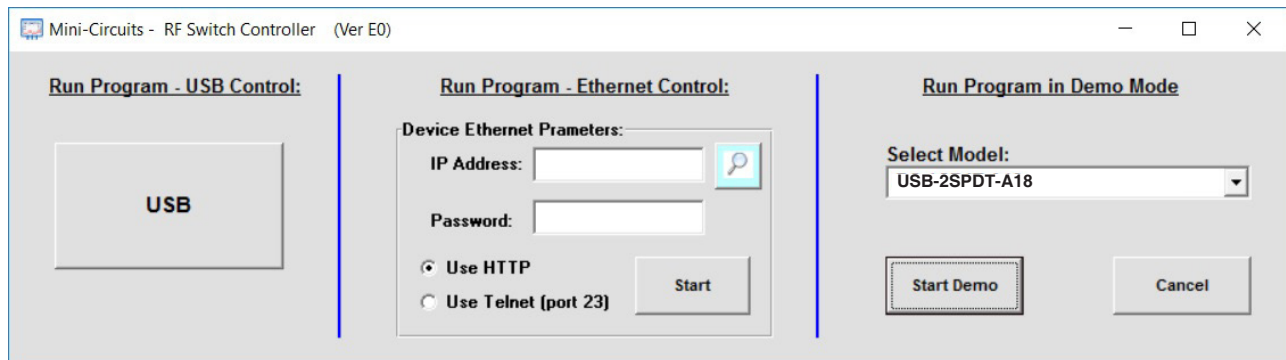 Mini-Circuits - RF Switch Controller (Ver E0)
Run Program - USB Control:
USB
Run Program - Ethernet Control:
Device Ethernet Prameters:
IP Address:
Password:
Use HTTP
Use Telnet (port 23)
Start
Run Program in Demo Mode
Select Model:
USB-2SPDT-A18
Start Demo
Cancel